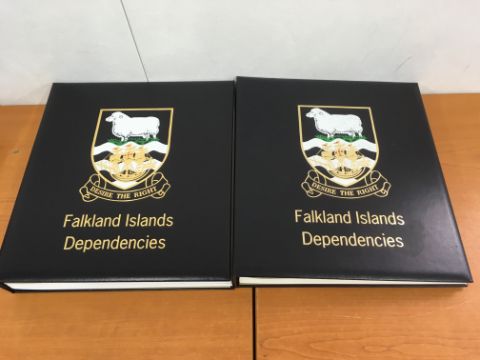 DESIRE THE RIGHT
Falkland Islands
Dependencies
DESIRE THE RIGHT
Falkland Islands
Dependencies